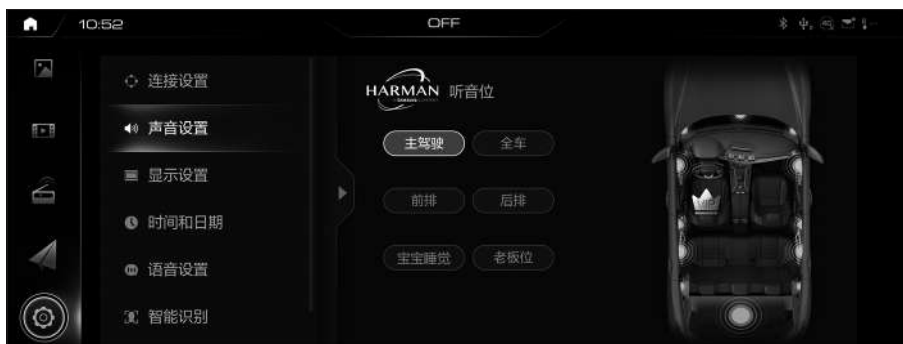 10:52
OFF
连接设置
声音设置
显示设置
时间和日期
语音设置
智能识别
HARMAN 听音位
主驾驶 全车
前排 后排
宝宝睡觉 老板位